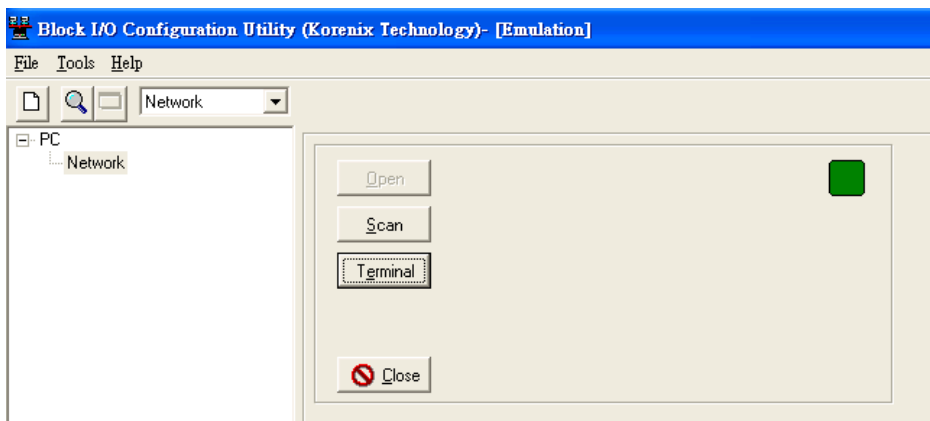 Block I/O Configuration Utility (Korenix Technology)- [Emulation]
File Tools Help
Network
PC
Network
Open
Scan
Terminal
Close